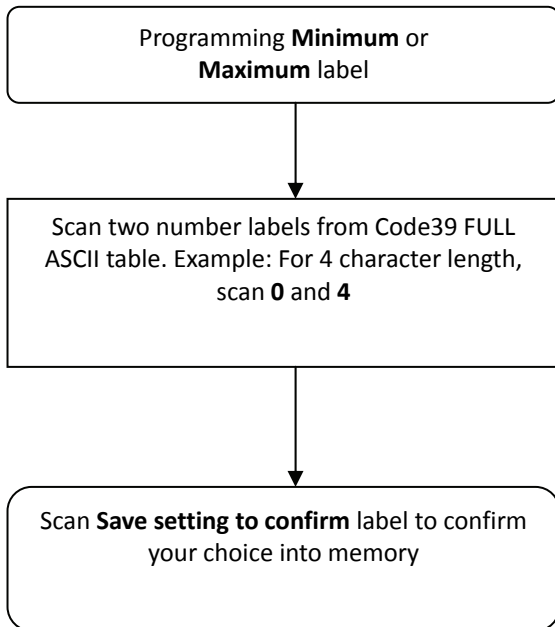 Programming Minimum or
Maximum label
Scan two number labels from Code39 FULL
ASCII table. Example: For 4 character length,
scan 0 and 4
Scan Save setting to confirm label to confirm
your choice into memory